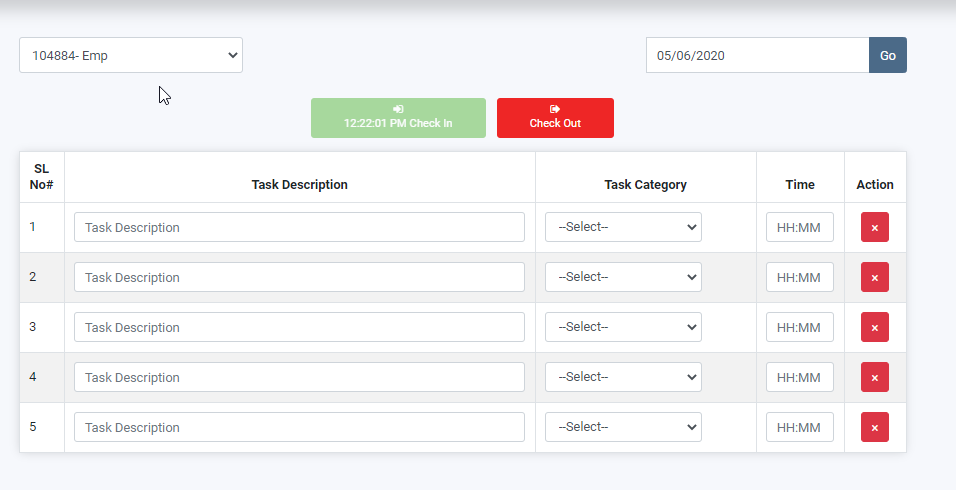 104884- Emp
05/06/2020
Go
12:22:01 PM Check In
Check Out
SL
No#
Task Description
Task Category
Time
Action
1
Task Description
--Select--
HH:MM
×
2
Task Description
--Select--
HH:MM
×
3
Task Description
--Select--
HH:MM
×
4
Task Description
--Select--
HH:MM
×
5
Task Description
--Select--
HH:MM
×